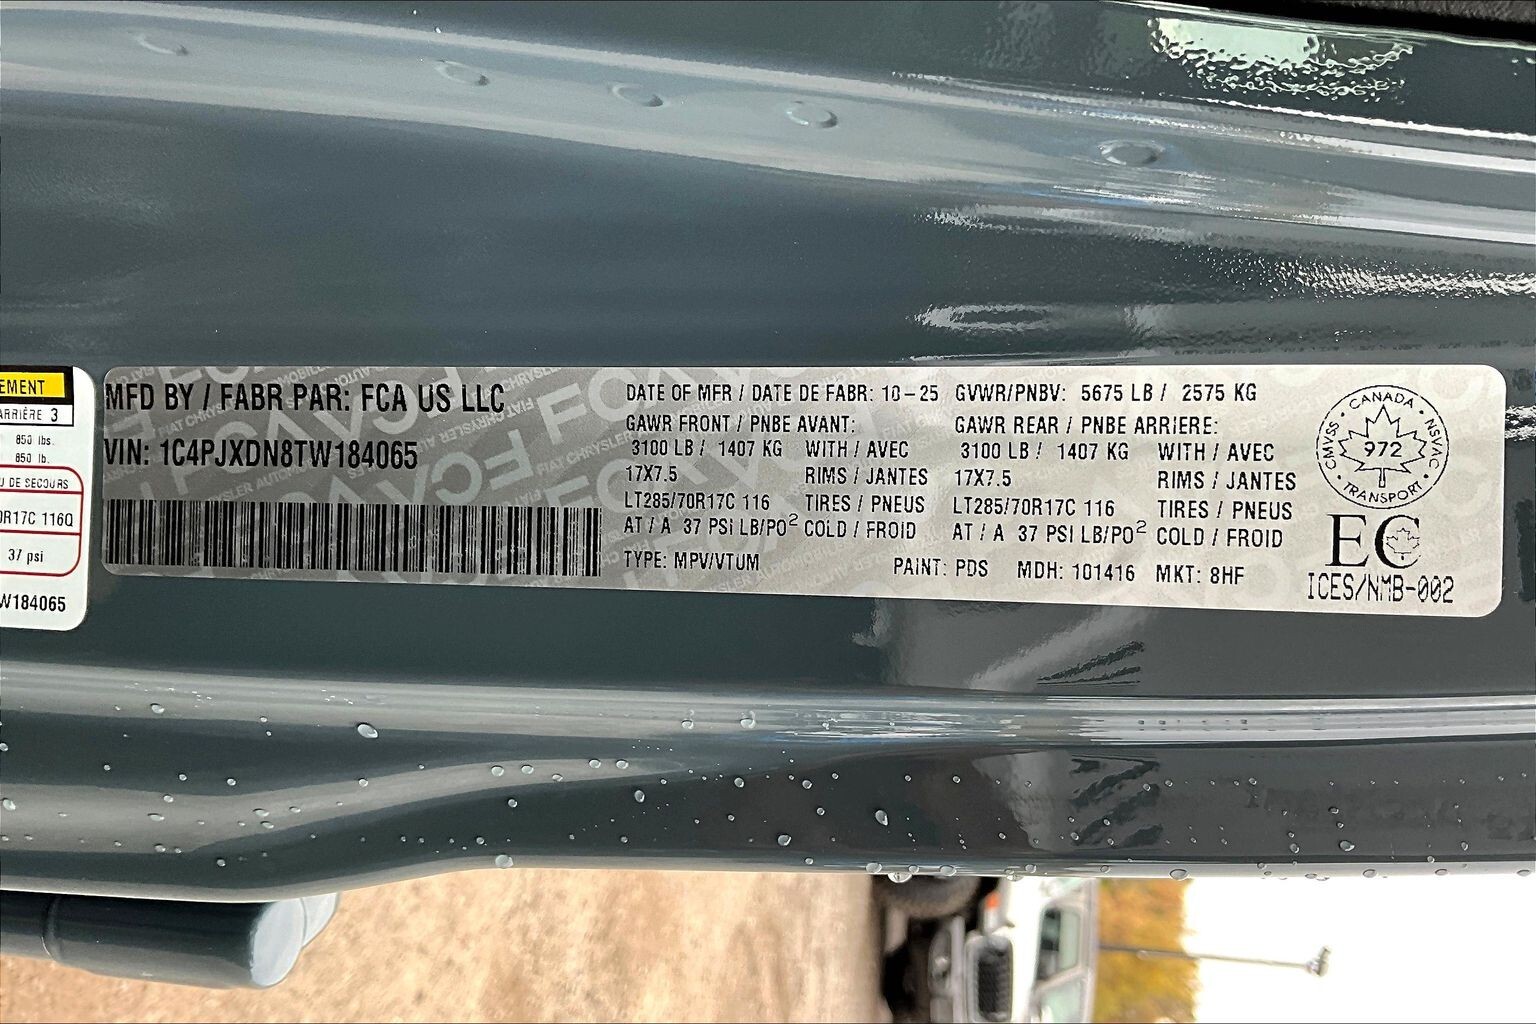 EMENT
ARRIÈRE 3
850 lbs.
850 lb.
U DE SECOURS
0R17C 116Q
37 psi
W184065
MFD BY / FABR PAR: FCA US LLC
VIN: 1C4PJXDN8TW184065
DATE OF MFR / DATE DE FABR: 10-25 GVWR/PNBV: 5675 LB / 2575 KG
GAWR FRONT / PNBE AVANT: GAWR REAR / PNBE ARRIERE:
3100 LB / 1407 KG WITH / AVEC 3100 LB / 1407 KG WITH / AVEC
17X7.5 RIMS / JANTES 17X7.5 RIMS / JANTES
LT285/70R17C 116 TIRES / PNEUS LT285/70R17C 116 TIRES / PNEUS
AT / A 37 PSI LB/PO² COLD / FROID AT / A 37 PSI LB/PO² COLD / FROID
TYPE: MPV/VTUM PAINT: PDS MDH: 101416 MKT: 8HF
CANADA
CMVSS 972 NSVAC
TRANSPORT
EC
ICES/NMB-002